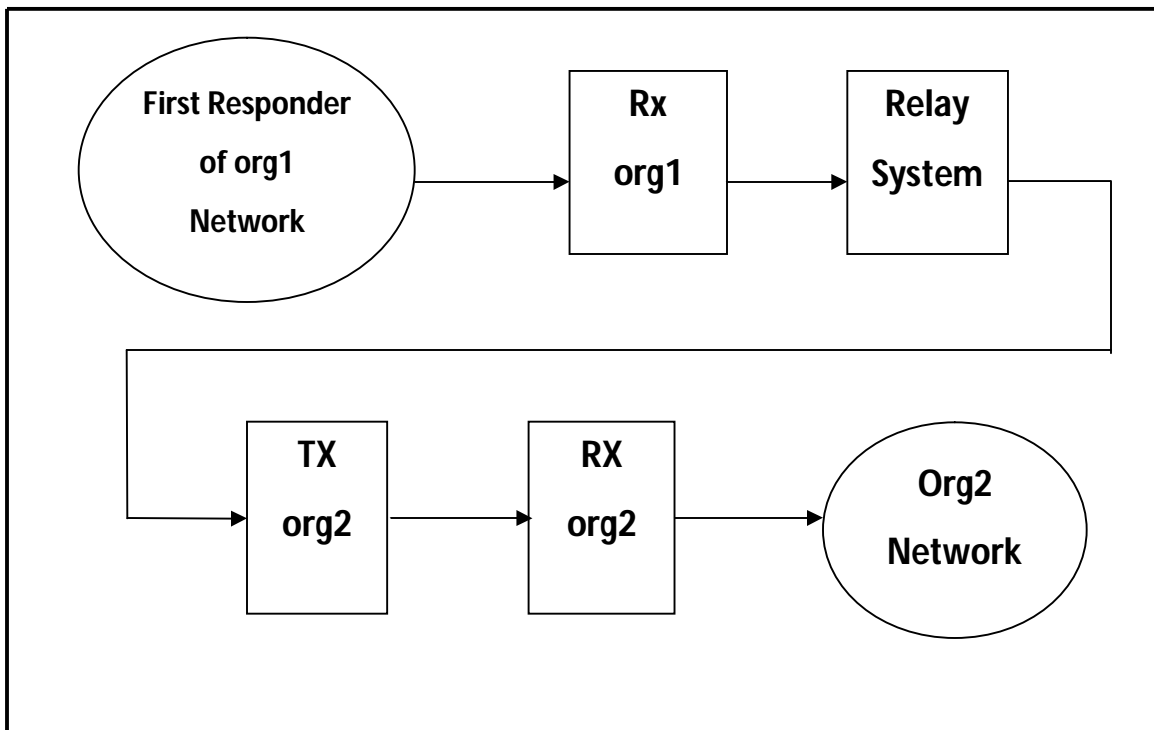 First Responder
of org1
Network
Rx
org1
Relay
System
TX
org2
RX
org2
Org2
Network